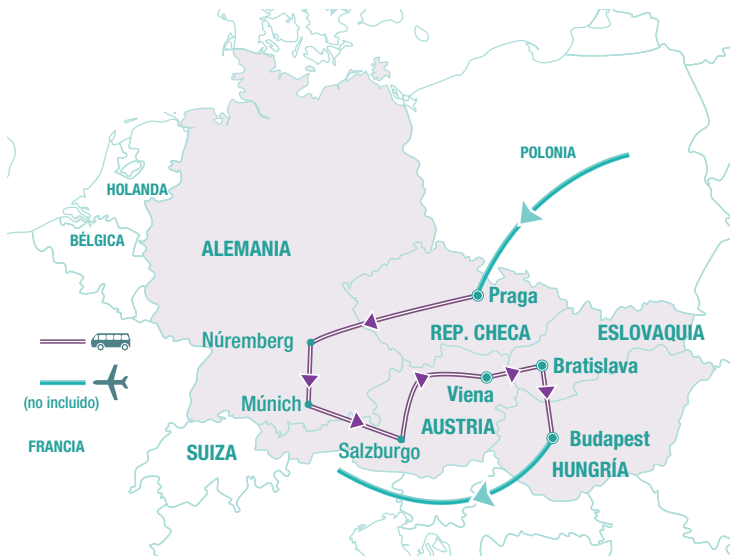 POLONIA
HOLANDA
BÉLGICA
ALEMANIA
Praga
REP. CHECA
ESLOVAQUIA
Núremberg
Bratislava
Viena
(no incluido)
Múnich
AUSTRIA
Budapest
FRANCIA
SUIZA
Salzburgo
HUNGRÍA